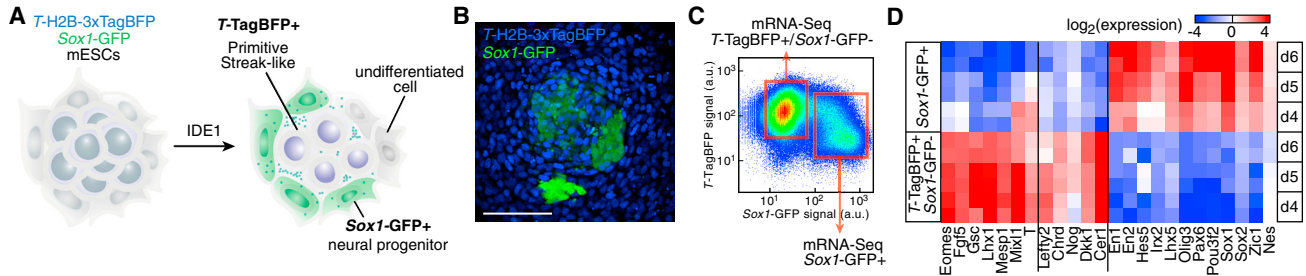 A
T-H2B-3xTagBFP
Sox1-GFP
mESCs
IDE1
T-TagBFP+
Primitive
Streak-like
undifferentiated
cell
Sox1-GFP+
neural progenitor
B
T-H2B-3xTagBFP
Sox1-GFP
C
mRNA-Seq
T-TagBFP+/Sox1-GFP-
T-TagBFP signal (a.u.)
10³
10²
10¹
10¹ 10² 10³
Sox1-GFP signal (a.u.)
mRNA-Seq
Sox1-GFP+
D
log₂(expression)
-4 0 4
Sox1-GFP+
T-TagBFP+
Sox1-GFP-
d6
d5
d4
d6
d5
d4
Eomes
Fgf5
Gsc
Lhx1
Mesp1
Mixl1
T
Lefty2
Chrd
Nog
Dkk1
Cer1
En1
En2
Hes5
Irx2
Lhx5
Olig3
Pax6
Pou3f2
Sox1
Sox2
Zic1
Nes